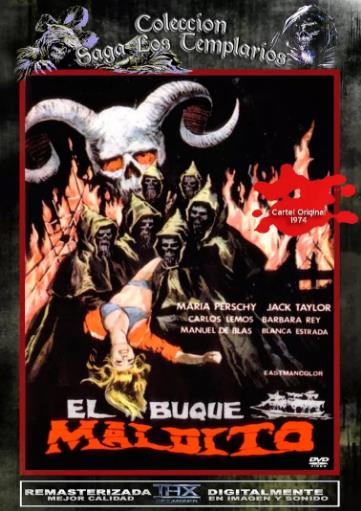 Coleccion
Saga Los Templarios
Cartel Original
1974
MARIA PERSCHY JACK TAYLOR
CARLOS LEMOS BARBARA REY
MANUEL DE BLAS BLANCA ESTRADA
EASTMANCOLOR
EL BUQUE
MALDITO
DVD
VIDEO
REMASTERIZADA THX DIGITALMENTE
MEJOR CALIDAD EN IMAGEN Y SONIDO